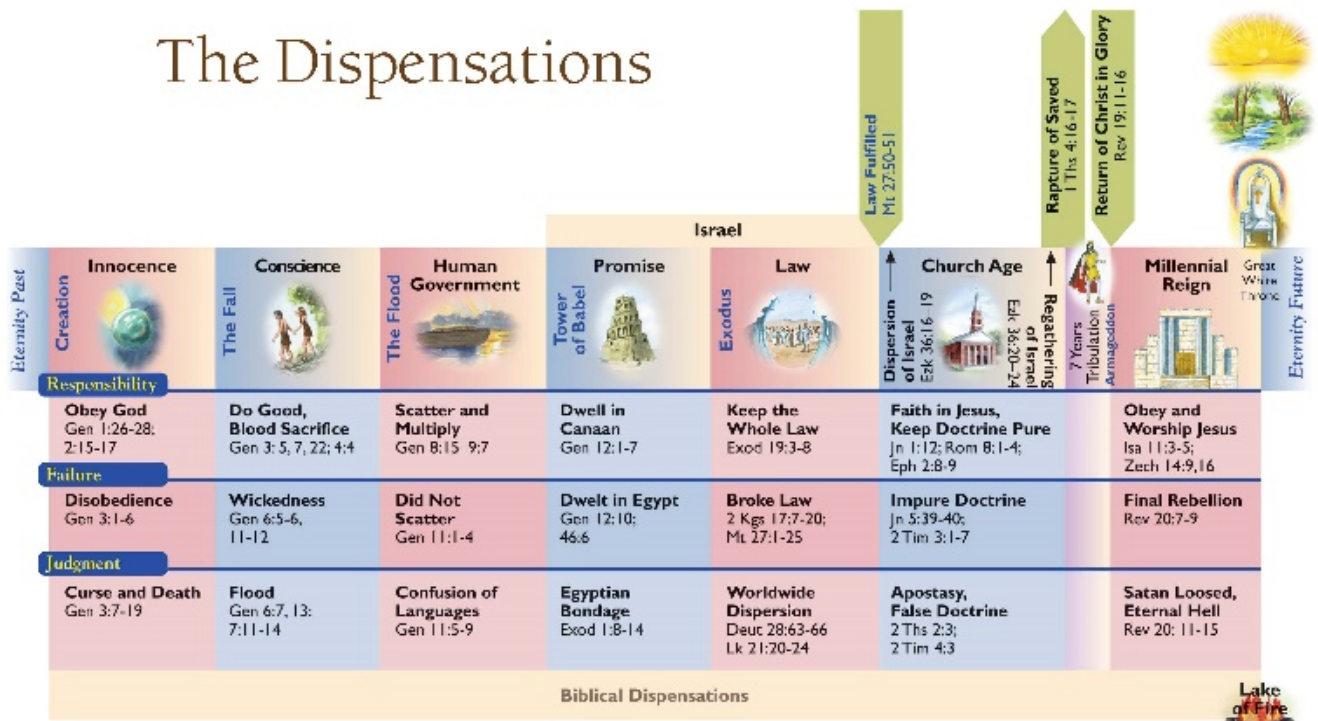 The Dispensations
Law Fulfilled
Mt 27:50-51
Rapture of Saved
1 Ths 4:16-17
Return of Christ in Glory
Rev 19:11-16
Israel
Eternity Past
Creation
Innocence
The Fall
Conscience
The Flood
Human
Government
Tower
of Babel
Promise
Exodus
Law
Dispersion
of Israel
Ezk 36:16-19
Church Age
Regathering
of Israel
Ezk 36:20-24
7 Years
Tribulation
Armageddon
Millennial
Reign
Great
White
Throne
Eternity Future
Responsibility
Obey God
Gen 1:26-28;
2:15-17
Do Good,
Blood Sacrifice
Gen 3: 5, 7, 22; 4:4
Scatter and
Multiply
Gen 8:15 9:7
Dwell in
Canaan
Gen 12:1-7
Keep the
Whole Law
Exod 19:3-8
Faith in Jesus,
Keep Doctrine Pure
Jn 1:12; Rom 8:1-4;
Eph 2:8-9
Obey and
Worship Jesus
Isa 11:3-5;
Zech 14:9,16
Failure
Disobedience
Gen 3:1-6
Wickedness
Gen 6:5-6,
11-12
Did Not
Scatter
Gen 11:1-4
Dwelt in Egypt
Gen 12:10;
46:6
Broke Law
2 Kgs 17:7-20;
Mt 27:1-25
Impure Doctrine
Jn 5:39-40;
2 Tim 3:1-7
Final Rebellion
Rev 20:7-9
Judgment
Curse and Death
Gen 3:7-19
Flood
Gen 6:7, 13:
7:11-14
Confusion of
Languages
Gen 11:5-9
Egyptian
Bondage
Exod 1:8-14
Worldwide
Dispersion
Deut 28:63-66
Lk 21:20-24
Apostasy,
False Doctrine
2 Ths 2:3;
2 Tim 4:3
Satan Loosed,
Eternal Hell
Rev 20: 11-15
Biblical Dispensations
Lake
of Fire